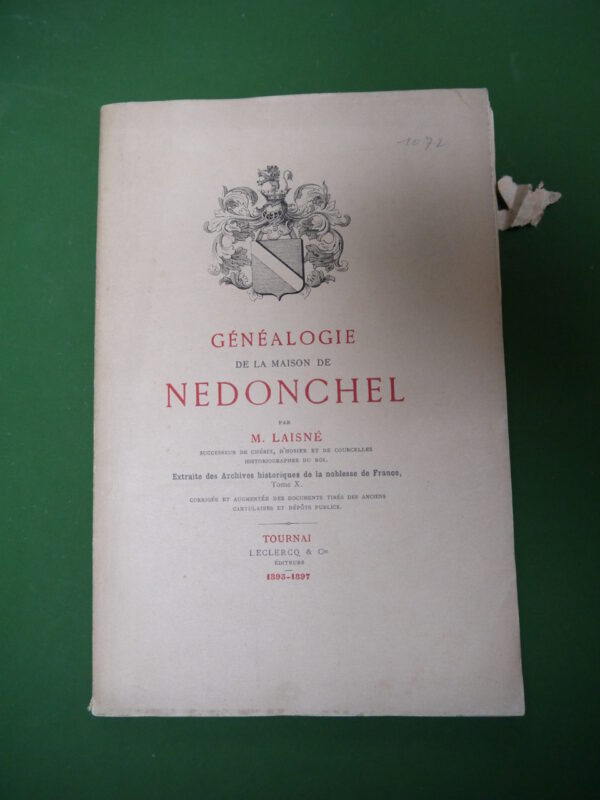 1072
GÉNÉALOGIE
DE LA MAISON DE
NEDONCHEL
PAR
M. LAISNÉ
SUCCESSEUR DE CHÉRIN, D'HOSIER ET DE COURCELLES
HISTORIOGRAPHES DU ROI.
Extraite des Archives historiques de la noblesse de France,
Tome X.
CORRIGÉE ET AUGMENTÉE DES DOCUMENTS TIRÉS DES ANCIENS
CARTULAIRES ET DÉPÔTS PUBLICS.
TOURNAI
LECLERCQ & Cie
ÉDITEURS
1895-1897